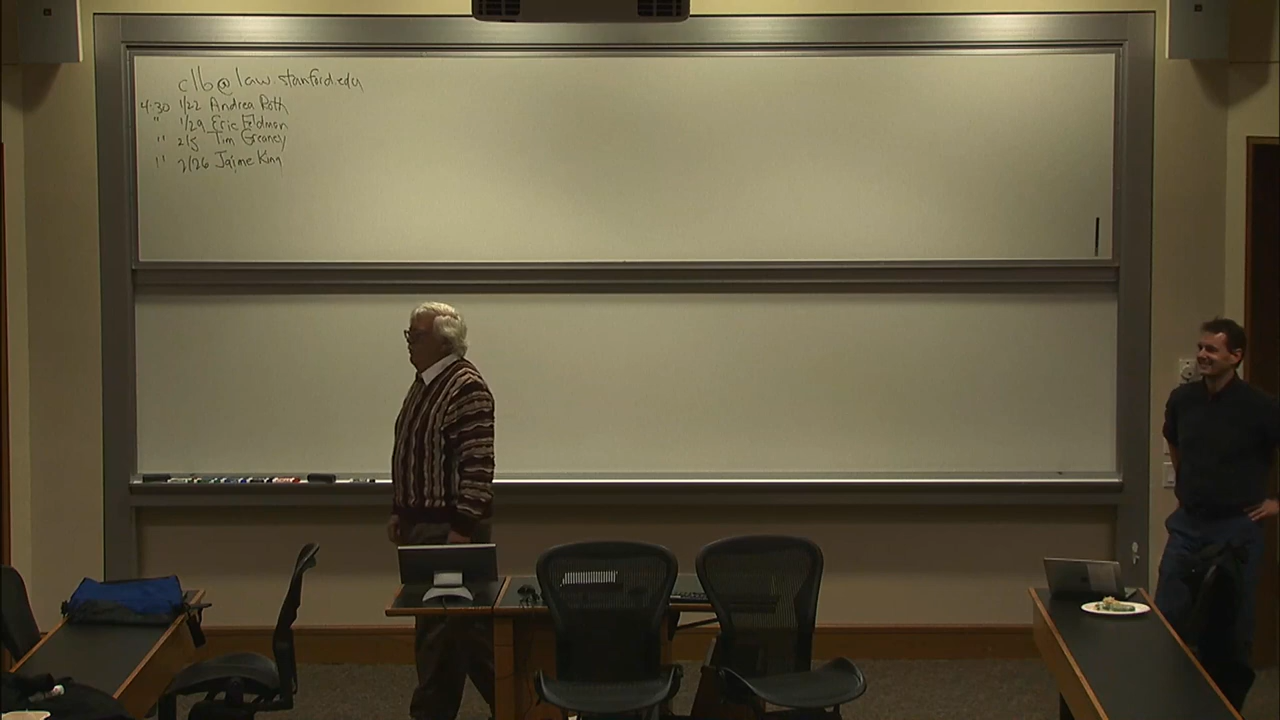 clb@law.stanford.edu
4:30 1/22 Andrea Roth
" 1/29 Eric Feldman
" 2/5 Tim Greaney
" 2/26 Jaime King